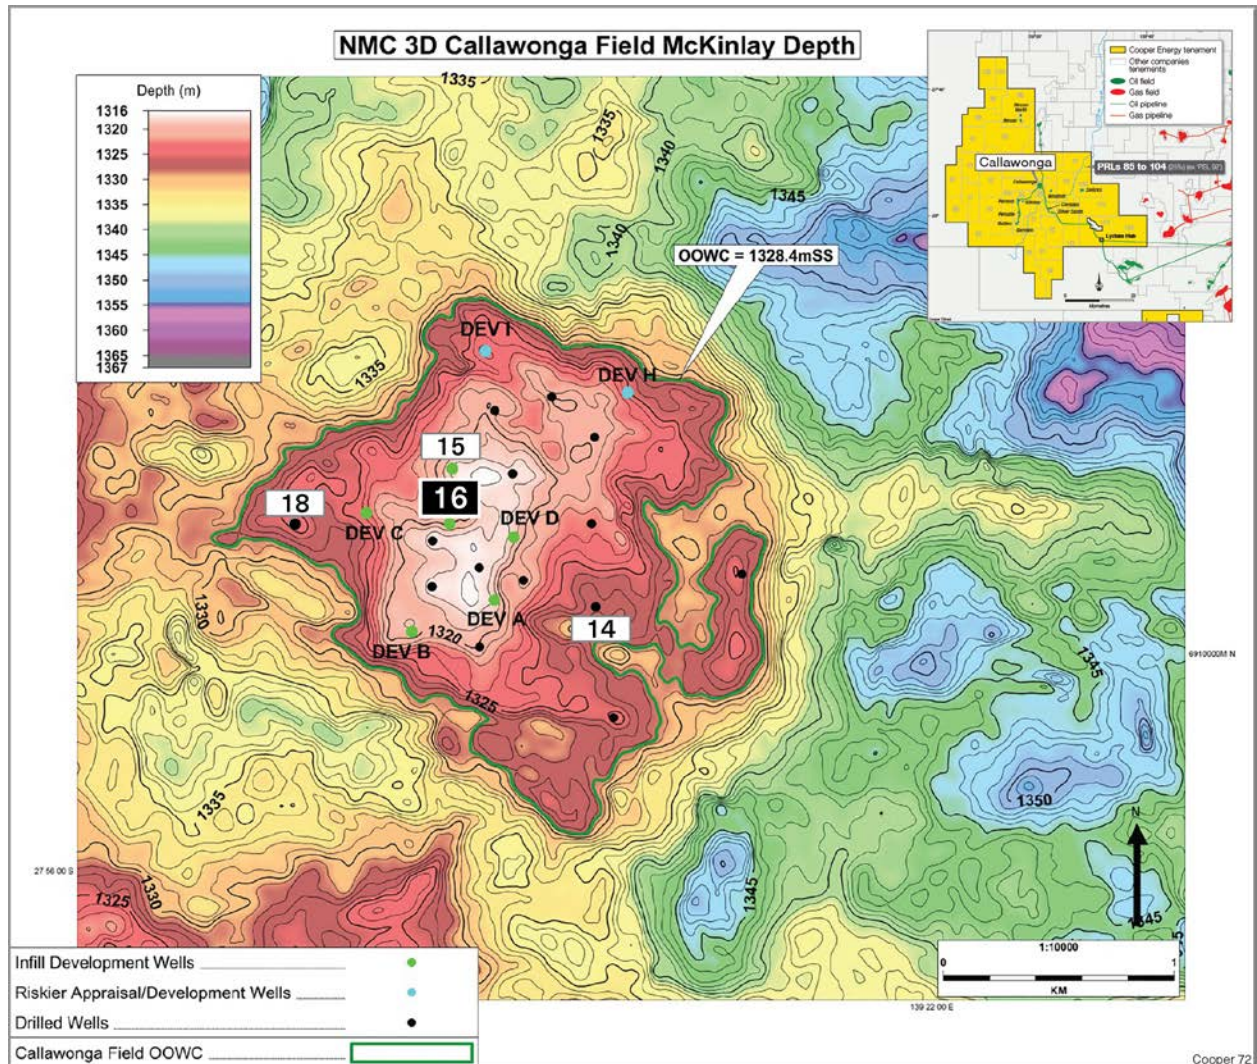 NMC 3D Callawonga Field McKinlay Depth
Depth (m)
1316
1320
1325
1330
1335
1340
1345
1350
1355
1360
1365
1367
Cooper Energy tenement
Other companies
tenements
Oil field
Gas field
Oil pipeline
Gas pipeline
Callawonga
PRLs 85 to 104
Lycium Hub
1335
1335
1340
1345
1340
OOWC = 1328.4mSS
DEV I
1335
DEV H
15
16
18
DEV C
DEV D
1330
DEV A
14
1320
DEV B
6910000M N
1345
1325
1335
1350
N
27 56 00 S
1325
1330
1345
1345
1:10000
0
1
KM
139 22 00 E
Infill Development Wells
Riskier Appraisal/Development Wells
Drilled Wells
Callawonga Field OOWC
Cooper 72